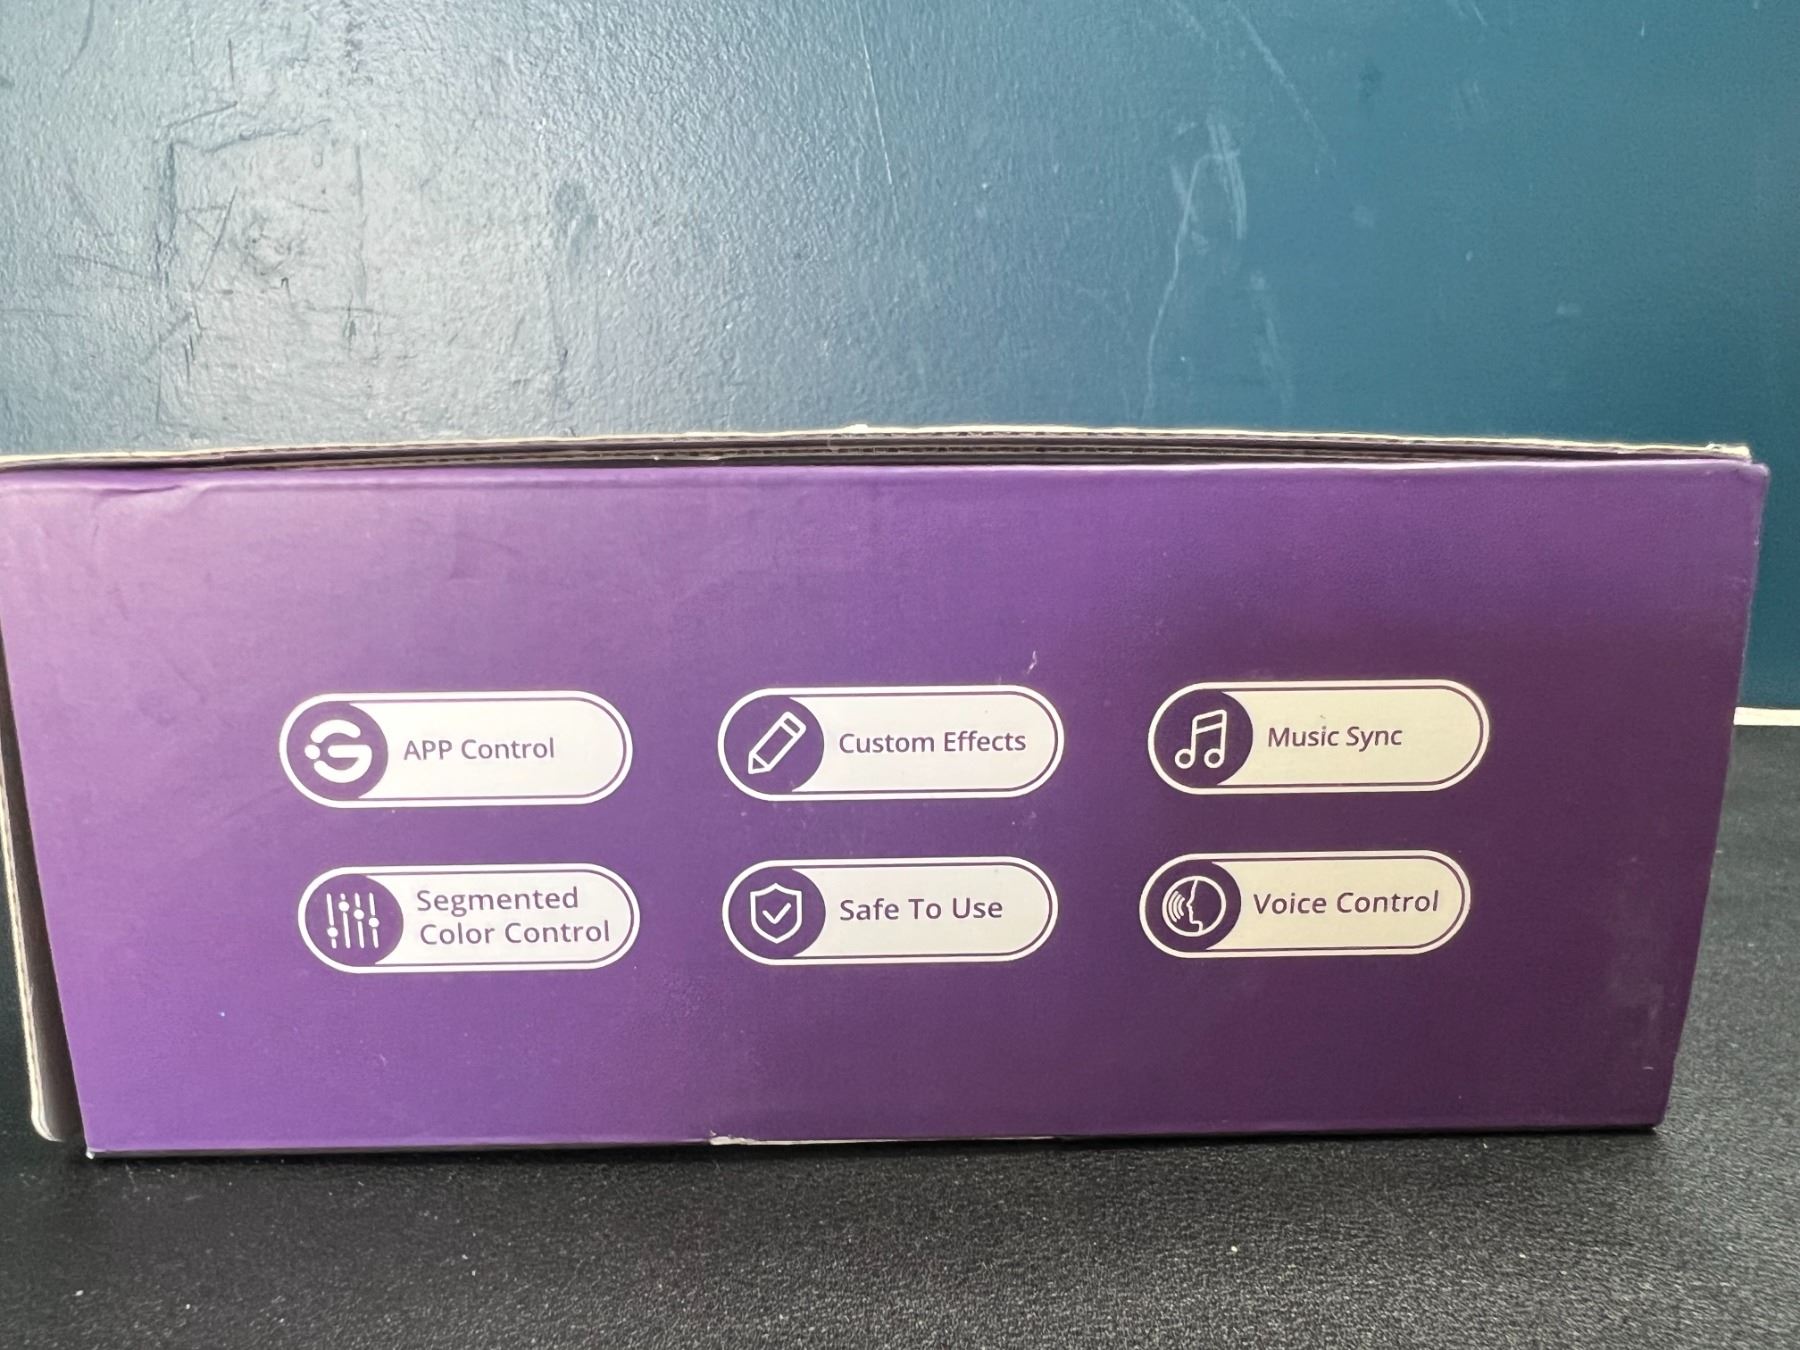 APP Control
Custom Effects
Music Sync
Segmented
Color Control
Safe To Use
Voice Control